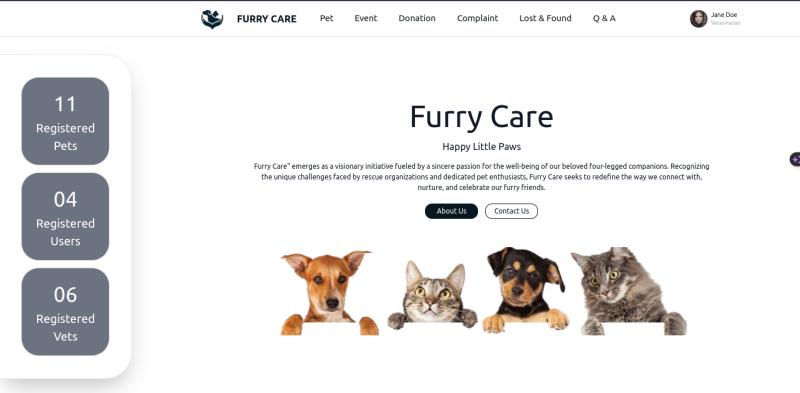 FURRY CARE
Pet
Event
Donation
Complaint
Lost & Found
Q & A
Jane Doe
Veterinarian
11
Registered
Pets
04
Registered
Users
06
Registered
Vets
Furry Care
Happy Little Paws
Furry Care" emerges as a visionary initiative fueled by a sincere passion for the well-being of our beloved four-legged companions. Recognizing
the unique challenges faced by rescue organizations and dedicated pet enthusiasts, Furry Care seeks to redefine the way we connect with,
nurture, and celebrate our furry friends.
About Us
Contact Us